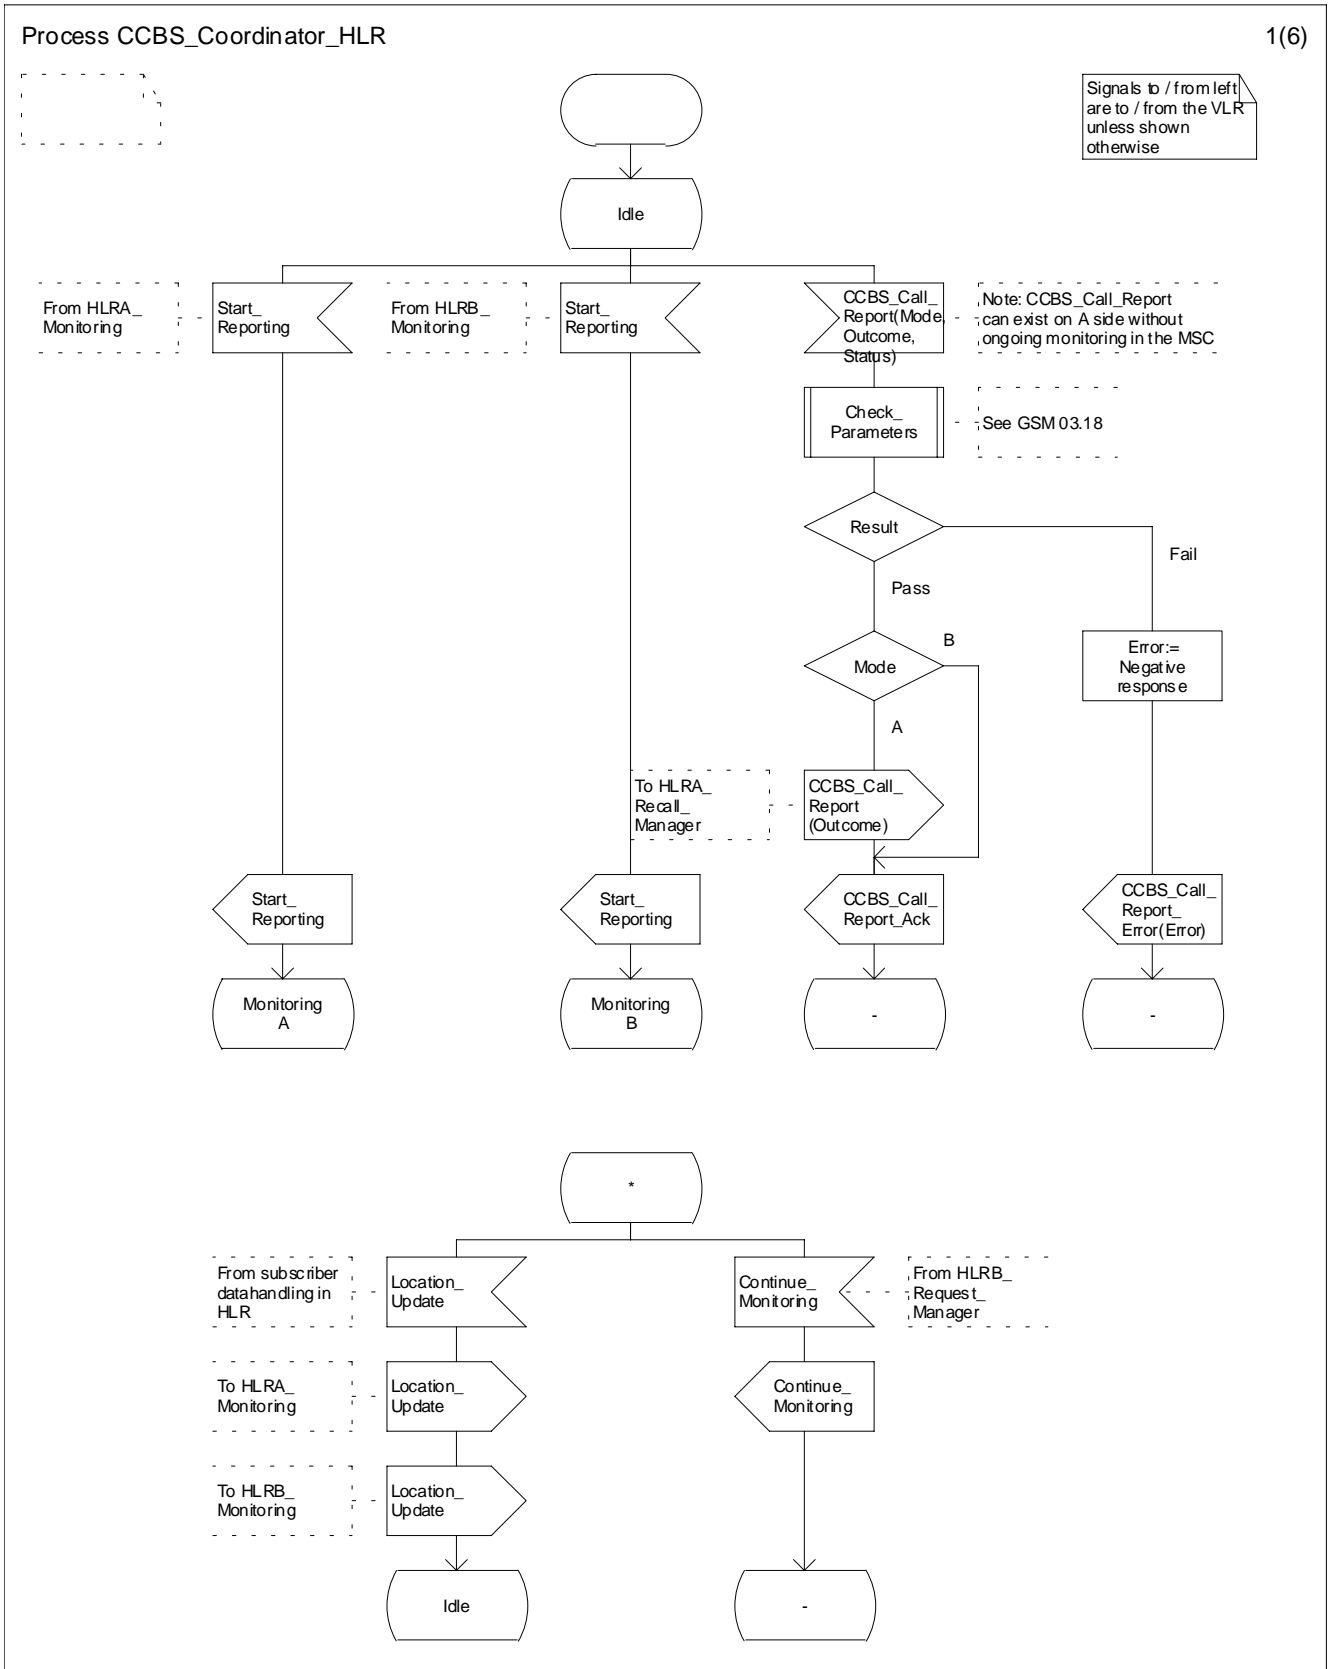 Process CCBS_Coordinator_HLR
1(6)
Signals to / from left
are to / from the VLR
unless shown
otherwise
Idle
From HLRA_
Monitoring
Start_
Reporting
From HLRB_
Monitoring
Start_
Reporting
CCBS_Call_
Report(Mode,
Outcome,
Status)
Note: CCBS_Call_Report
can exist on A side without
ongoing monitoring in the MSC
Check_
Parameters
See GSM 03.18
Result
Fail
Pass
B
Mode
Error:=
Negative
response
A
To HLRA_
Recall_
Manager
CCBS_Call_
Report
(Outcome)
Start_
Reporting
Start_
Reporting
CCBS_Call_
Report_Ack
CCBS_Call_
Report_
Error(Error)
Monitoring
A
Monitoring
B
-
-
*
From subscriber
datahandling in
HLR
Location_
Update
Continue_
Monitoring
From HLRB_
Request_
Manager
To HLRA_
Monitoring
Location_
Update
Continue_
Monitoring
To HLRB_
Monitoring
Location_
Update
Idle
-